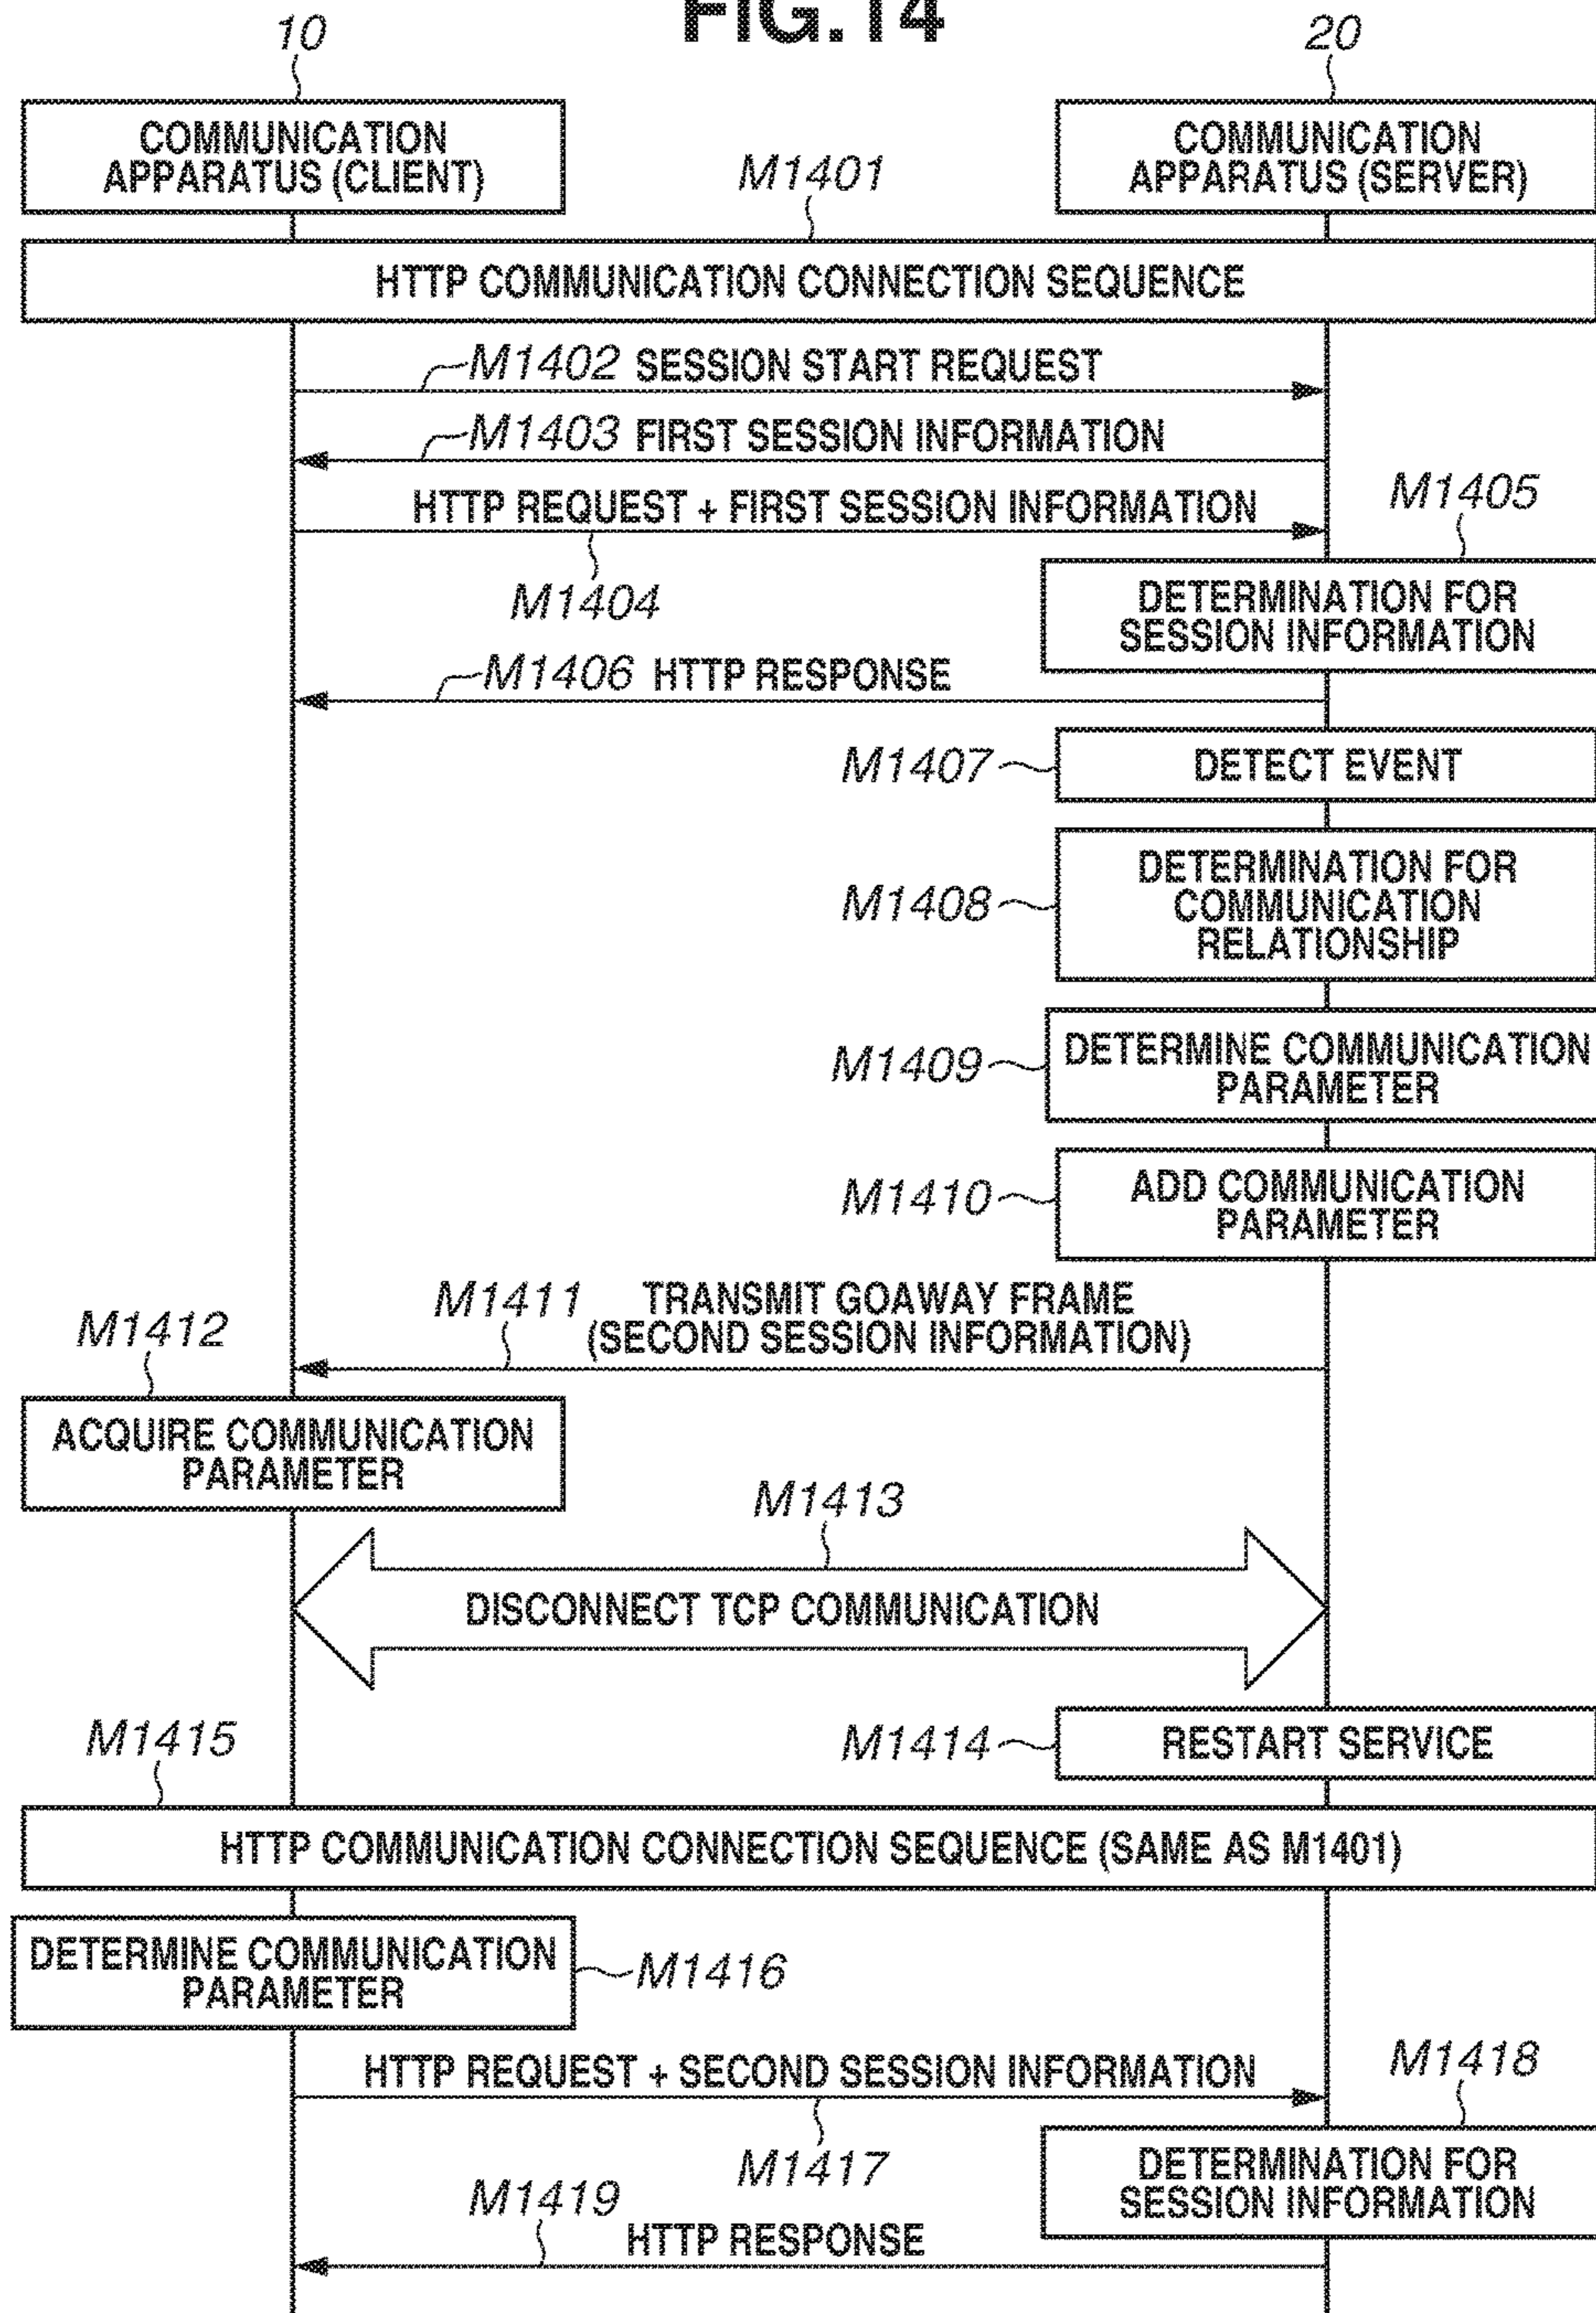 FIG.14
10
20
COMMUNICATION
APPARATUS (CLIENT)
COMMUNICATION
APPARATUS (SERVER)
M1401
HTTP COMMUNICATION CONNECTION SEQUENCE
M1402 SESSION START REQUEST
M1403 FIRST SESSION INFORMATION
HTTP REQUEST + FIRST SESSION INFORMATION
M1404
M1405
DETERMINATION FOR
SESSION INFORMATION
M1406 HTTP RESPONSE
M1407
DETECT EVENT
M1408
DETERMINATION FOR
COMMUNICATION
RELATIONSHIP
M1409
DETERMINE COMMUNICATION
PARAMETER
M1410
ADD COMMUNICATION
PARAMETER
M1411
TRANSMIT GOAWAY FRAME
(SECOND SESSION INFORMATION)
M1412
ACQUIRE COMMUNICATION
PARAMETER
M1413
DISCONNECT TCP COMMUNICATION
M1414
RESTART SERVICE
M1415
HTTP COMMUNICATION CONNECTION SEQUENCE (SAME AS M1401)
DETERMINE COMMUNICATION
PARAMETER
M1416
HTTP REQUEST + SECOND SESSION INFORMATION
M1417
M1418
DETERMINATION FOR
SESSION INFORMATION
M1419
HTTP RESPONSE